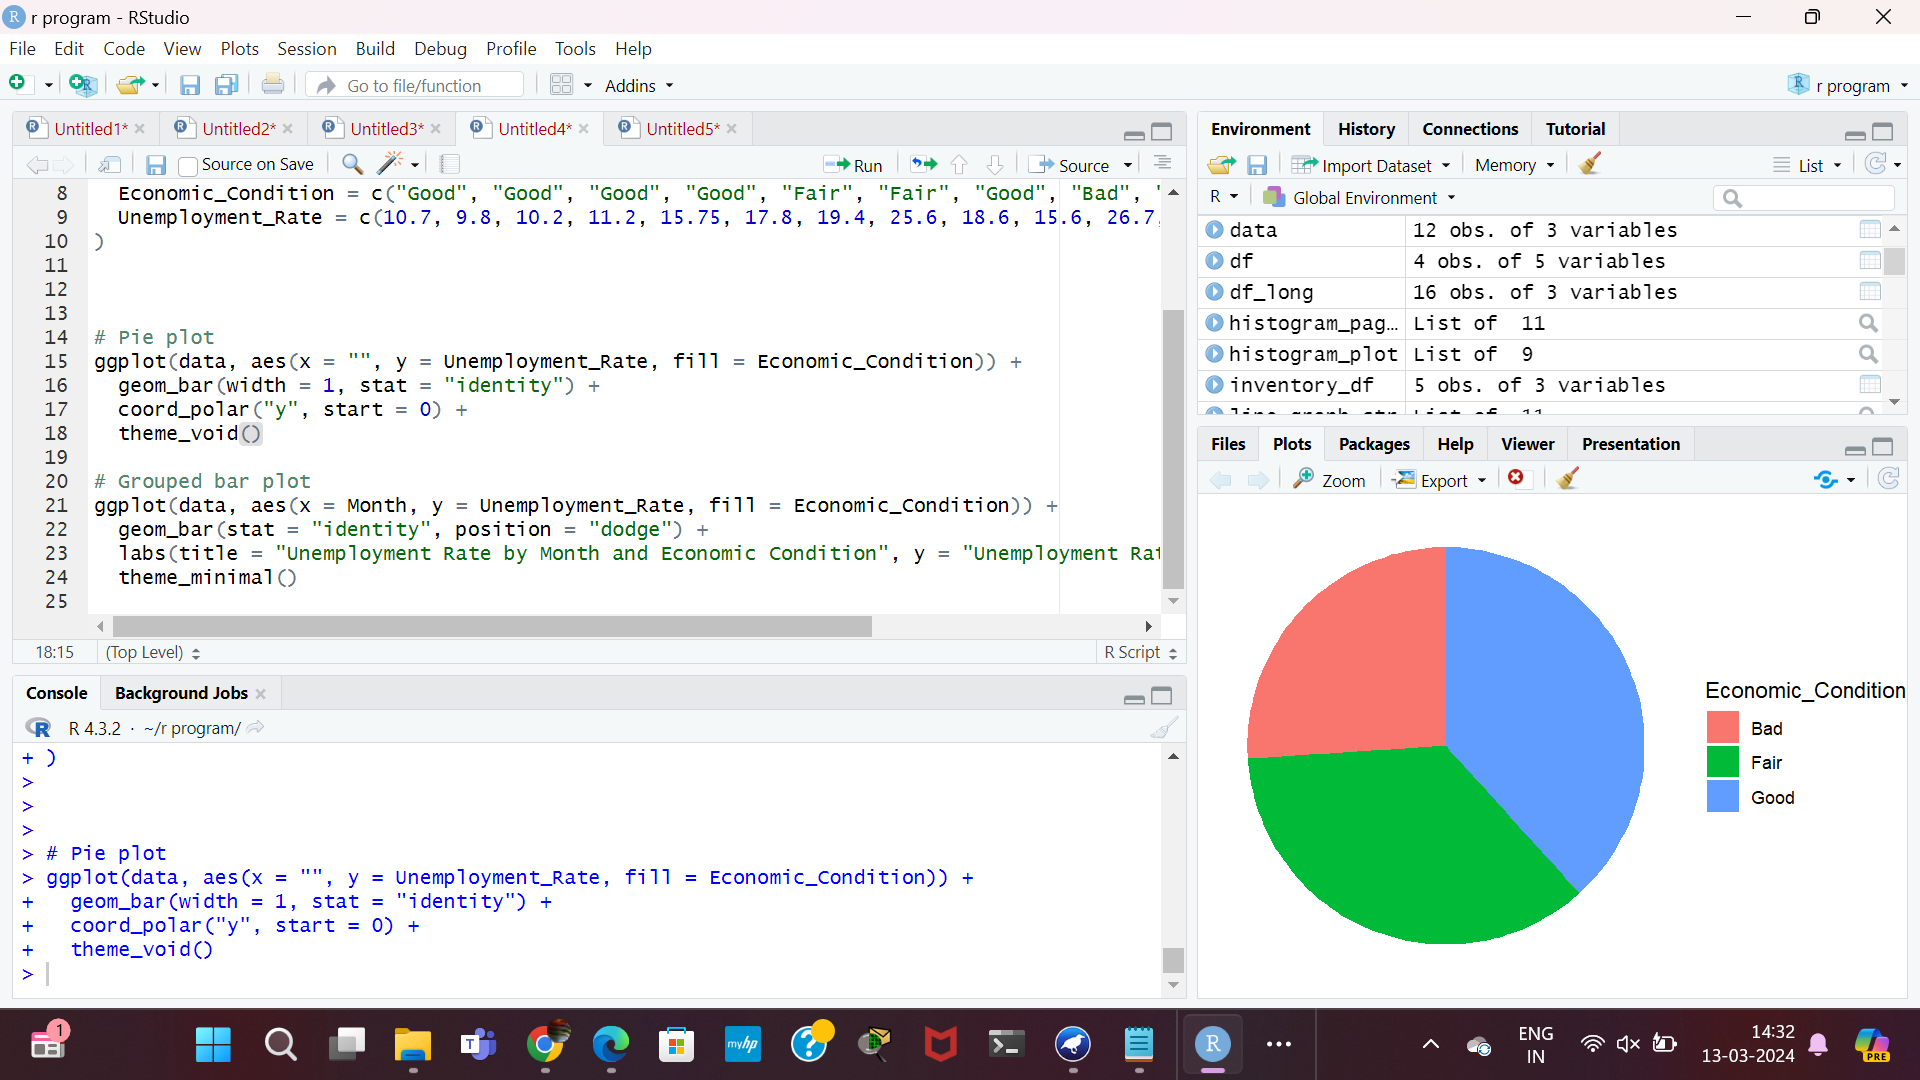 r program - RStudio
File Edit Code View Plots Session Build Debug Profile Tools Help
Go to file/function Addins r program
Untitled1* Untitled2* Untitled3* Untitled4* Untitled5*
Source on Save Run Source
8 Economic_Condition = c("Good", "Good", "Good", "Good", "Fair", "Fair", "Good", "Bad", "
9 Unemployment_Rate = c(10.7, 9.8, 10.2, 11.2, 15.75, 17.8, 19.4, 25.6, 18.6, 15.6, 26.7,
10 )
11
12
13
14 # Pie plot
15 ggplot(data, aes(x = "", y = Unemployment_Rate, fill = Economic_Condition)) +
16 geom_bar(width = 1, stat = "identity") +
17 coord_polar("y", start = 0) +
18 theme_void()
19
20 # Grouped bar plot
21 ggplot(data, aes(x = Month, y = Unemployment_Rate, fill = Economic_Condition)) +
22 geom_bar(stat = "identity", position = "dodge") +
23 labs(title = "Unemployment Rate by Month and Economic Condition", y = "Unemployment Rat
24 theme_minimal()
25
18:15 (Top Level) R Script
Console Background Jobs
R 4.3.2 · ~/r program/
+ )
>
>
>
> # Pie plot
> ggplot(data, aes(x = "", y = Unemployment_Rate, fill = Economic_Condition)) +
+ geom_bar(width = 1, stat = "identity") +
+ coord_polar("y", start = 0) +
+ theme_void()
>
Environment History Connections Tutorial
Import Dataset Memory List
R Global Environment
data 12 obs. of 3 variables
df 4 obs. of 5 variables
df_long 16 obs. of 3 variables
histogram_pag… List of 11
histogram_plot List of 9
inventory_df 5 obs. of 3 variables
Files Plots Packages Help Viewer Presentation
Zoom Export
Economic_Condition
Bad
Fair
Good
1
myhp
PRE
ENG
IN
14:32
13-03-2024